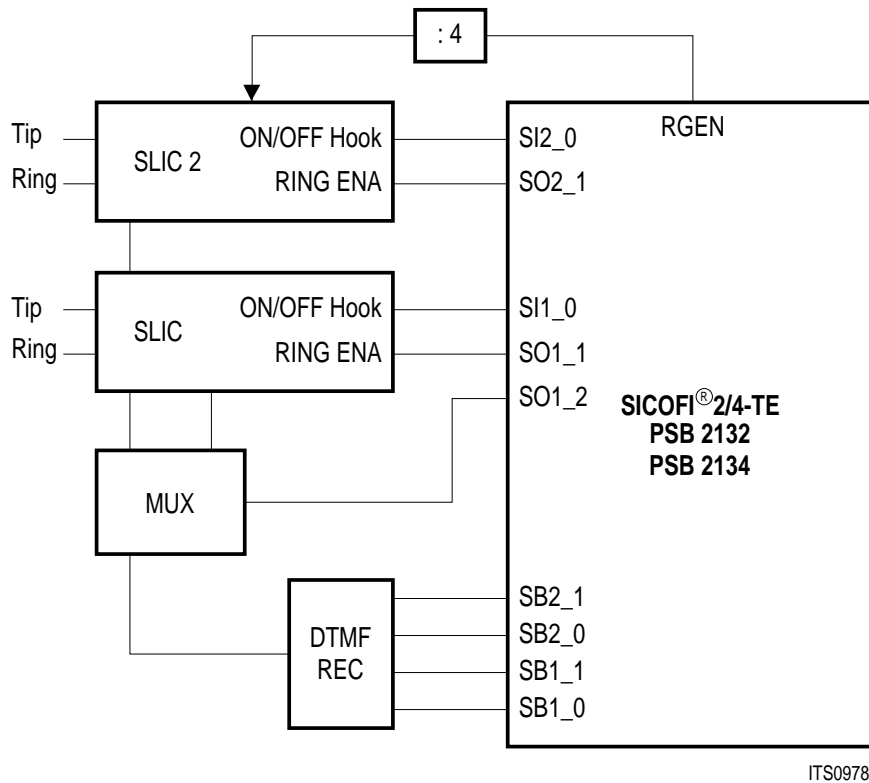 : 4
RGEN
Tip
Ring
SLIC 2
ON/OFF Hook
RING ENA
SI2_0
SO2_1
Tip
Ring
SLIC
ON/OFF Hook
RING ENA
SI1_0
SO1_1
SO1_2
SICOFI®2/4-TE
PSB 2132
PSB 2134
MUX
DTMF
REC
SB2_1
SB2_0
SB1_1
SB1_0
ITS0978